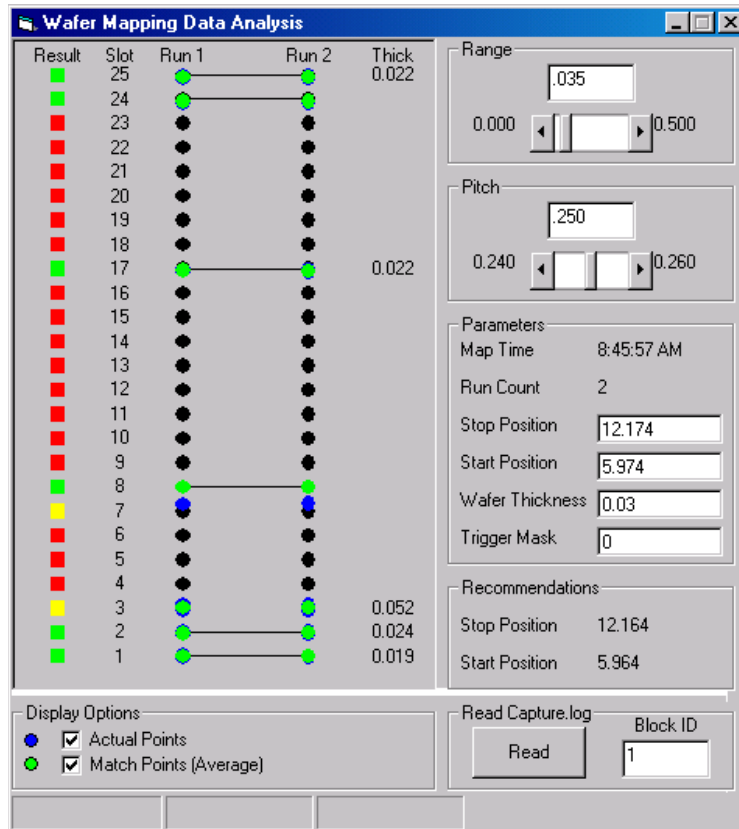 Wafer Mapping Data Analysis
Result Slot Run 1 Run 2 Thick
25 0.022
24
23
22
21
20
19
18
17 0.022
16
15
14
13
12
11
10
9
8
7
6
5
4
3 0.052
2 0.024
1 0.019
Range
.035
0.000 0.500
Pitch
.250
0.240 0.260
Parameters
Map Time 8:45:57 AM
Run Count 2
Stop Position 12.174
Start Position 5.974
Wafer Thickness 0.03
Trigger Mask 0
Recommendations
Stop Position 12.164
Start Position 5.964
Display Options
Actual Points
Match Points (Average)
Read Capture.log
Block ID
Read 1